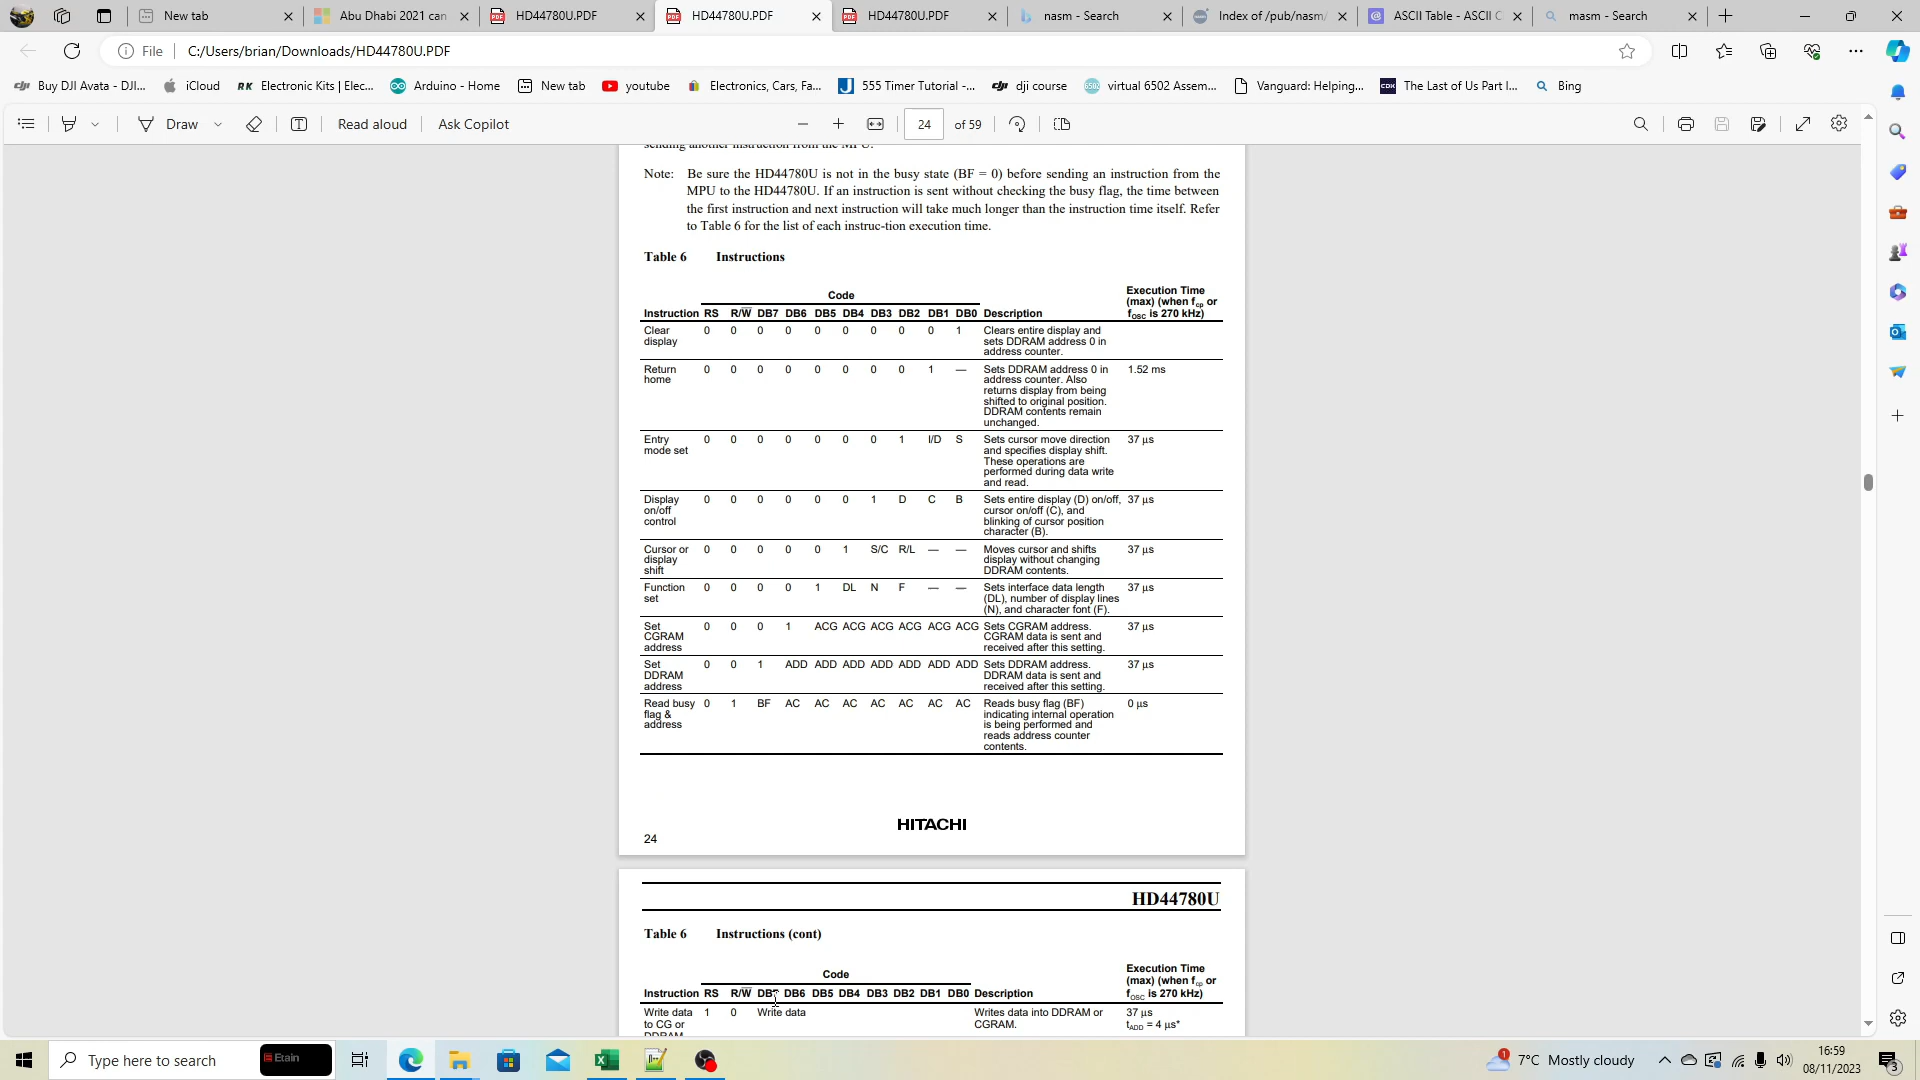 New tab
Abu Dhabi 2021 can
HD44780U.PDF
HD44780U.PDF
HD44780U.PDF
nasm - Search
Index of /pub/nasm/
ASCII Table - ASCII C
masm - Search
File
C:/Users/brian/Downloads/HD44780U.PDF
Buy DJI Avata - DJI...
iCloud
RK Electronic Kits | Elec...
Arduino - Home
New tab
youtube
Electronics, Cars, Fa...
555 Timer Tutorial -...
dji course
virtual 6502 Assem...
Vanguard: Helping...
The Last of Us Part I...
Bing
Draw
Read aloud
Ask Copilot
24 of 59
sending another instruction from the MPU.
Note: Be sure the HD44780U is not in the busy state (BF = 0) before sending an instruction from the
MPU to the HD44780U. If an instruction is sent without checking the busy flag, the time between
the first instruction and next instruction will take much longer than the instruction time itself. Refer
to Table 6 for the list of each instruc-tion execution time.
Table 6 Instructions
Code
Execution Time
(max) (when fcp or
Instruction RS R/W DB7 DB6 DB5 DB4 DB3 DB2 DB1 DB0 Description fOSC is 270 kHz)
Clear 0 0 0 0 0 0 0 0 0 1 Clears entire display and
display sets DDRAM address 0 in
address counter.
Return 0 0 0 0 0 0 0 0 1 — Sets DDRAM address 0 in 1.52 ms
home address counter. Also
returns display from being
shifted to original position.
DDRAM contents remain
unchanged.
Entry 0 0 0 0 0 0 0 1 I/D S Sets cursor move direction 37 µs
mode set and specifies display shift.
These operations are
performed during data write
and read.
Display 0 0 0 0 0 0 1 D C B Sets entire display (D) on/off, 37 µs
on/off cursor on/off (C), and
control blinking of cursor position
character (B).
Cursor or 0 0 0 0 0 1 S/C R/L — — Moves cursor and shifts 37 µs
display display without changing
shift DDRAM contents.
Function 0 0 0 0 1 DL N F — — Sets interface data length 37 µs
set (DL), number of display lines
(N), and character font (F).
Set 0 0 0 1 ACG ACG ACG ACG ACG ACG Sets CGRAM address. 37 µs
CGRAM CGRAM data is sent and
address received after this setting.
Set 0 0 1 ADD ADD ADD ADD ADD ADD ADD Sets DDRAM address. 37 µs
DDRAM DDRAM data is sent and
address received after this setting.
Read busy 0 1 BF AC AC AC AC AC AC AC Reads busy flag (BF) 0 µs
flag & indicating internal operation
address is being performed and
reads address counter
contents.
HITACHI
24
HD44780U
Table 6 Instructions (cont)
Code
Execution Time
(max) (when fcp or
Instruction RS R/W DB7 DB6 DB5 DB4 DB3 DB2 DB1 DB0 Description fOSC is 270 kHz)
Write data 1 0 Write data Writes data into DDRAM or 37 µs
to CG or CGRAM. tADD = 4 µs*
DDRAM
Type here to search
Etain
1
7°C Mostly cloudy
16:59
08/11/2023
3